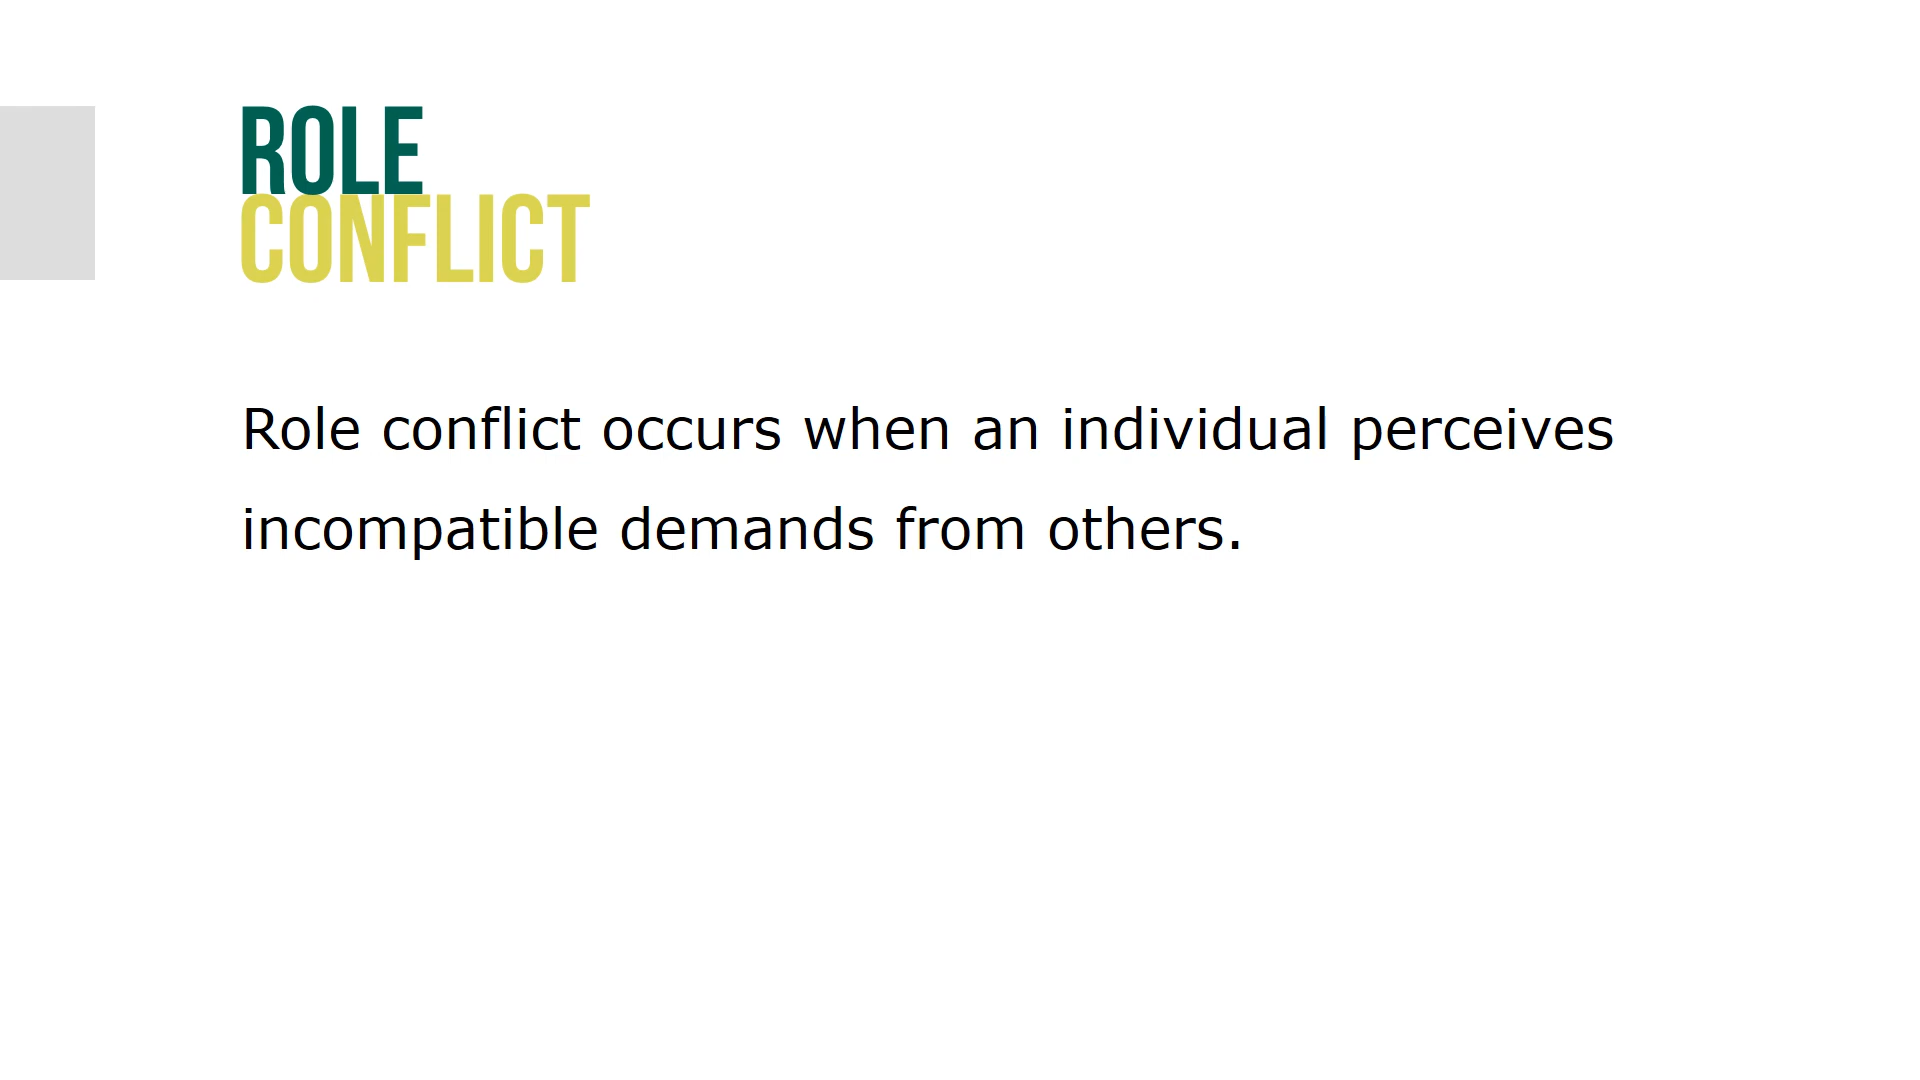 ROLE
CONFLICT
Role conflict occurs when an individual perceives
incompatible demands from others.